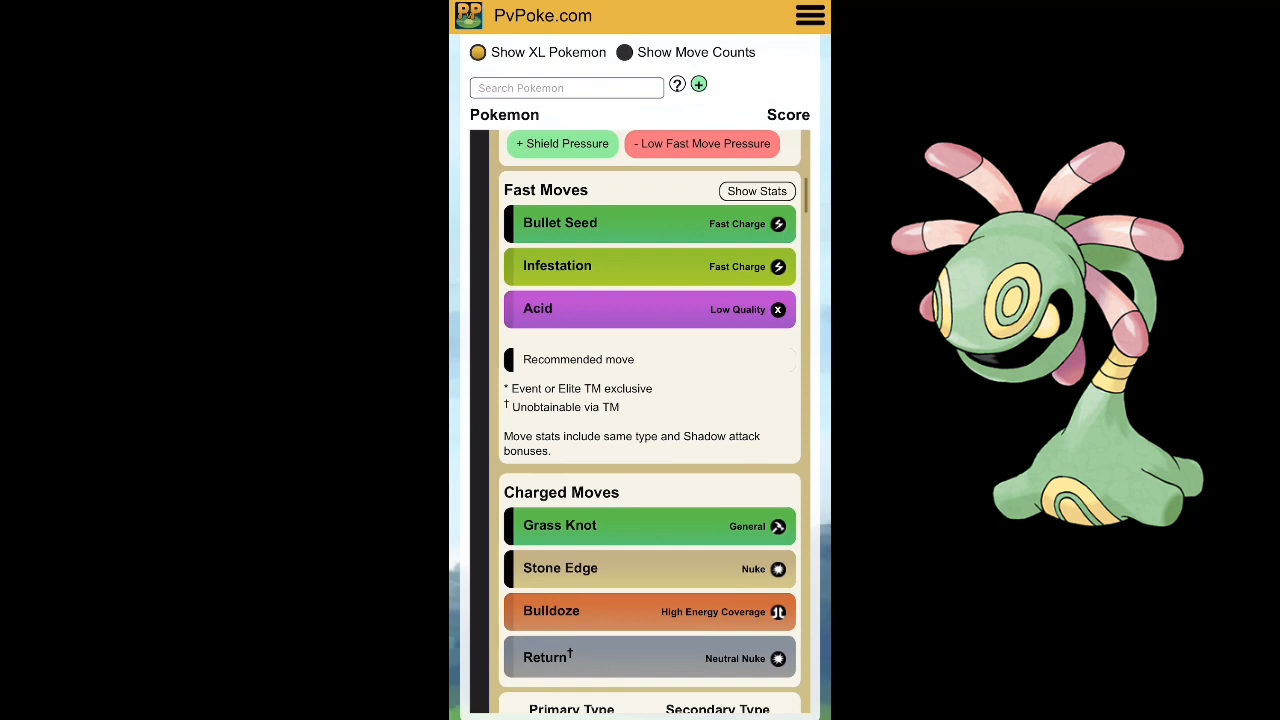 PP
PvPoke.com
Show XL Pokemon Show Move Counts
Search Pokemon ? +
Pokemon Score
+ Shield Pressure - Low Fast Move Pressure
Fast Moves Show Stats
Bullet Seed Fast Charge
Infestation Fast Charge
Acid Low Quality x
Recommended move
* Event or Elite TM exclusive
† Unobtainable via TM
Move stats include same type and Shadow attack
bonuses.
Charged Moves
Grass Knot General
Stone Edge Nuke
Bulldoze High Energy Coverage
Return† Neutral Nuke
Primary Type Secondary Type